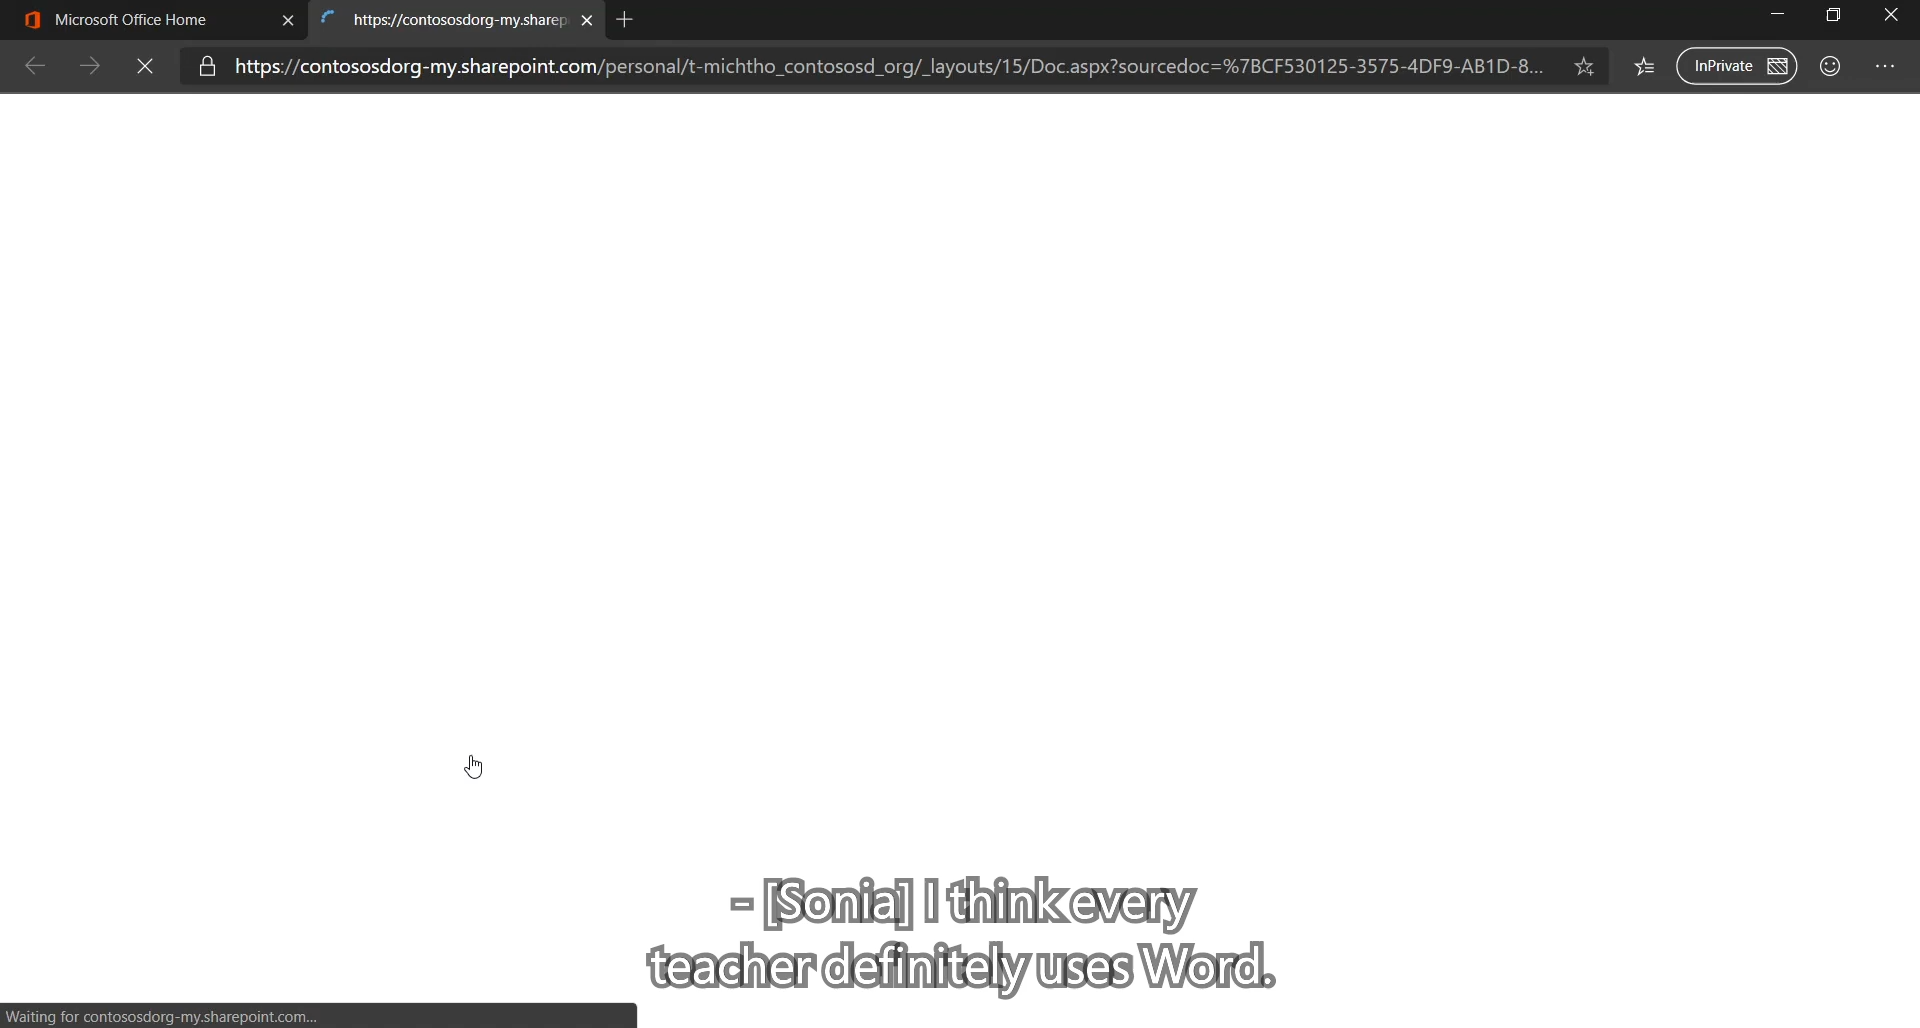 Microsoft Office Home
https://contososdorg-my.sharep
https://contososdorg-my.sharepoint.com/personal/t-michtho_contososd_org/_layouts/15/Doc.aspx?sourcedoc=%7BCF530125-3575-4DF9-AB1D-8...
InPrivate
- [Sonia] I think every
teacher definitely uses Word.
Waiting for contososdorg-my.sharepoint.com...